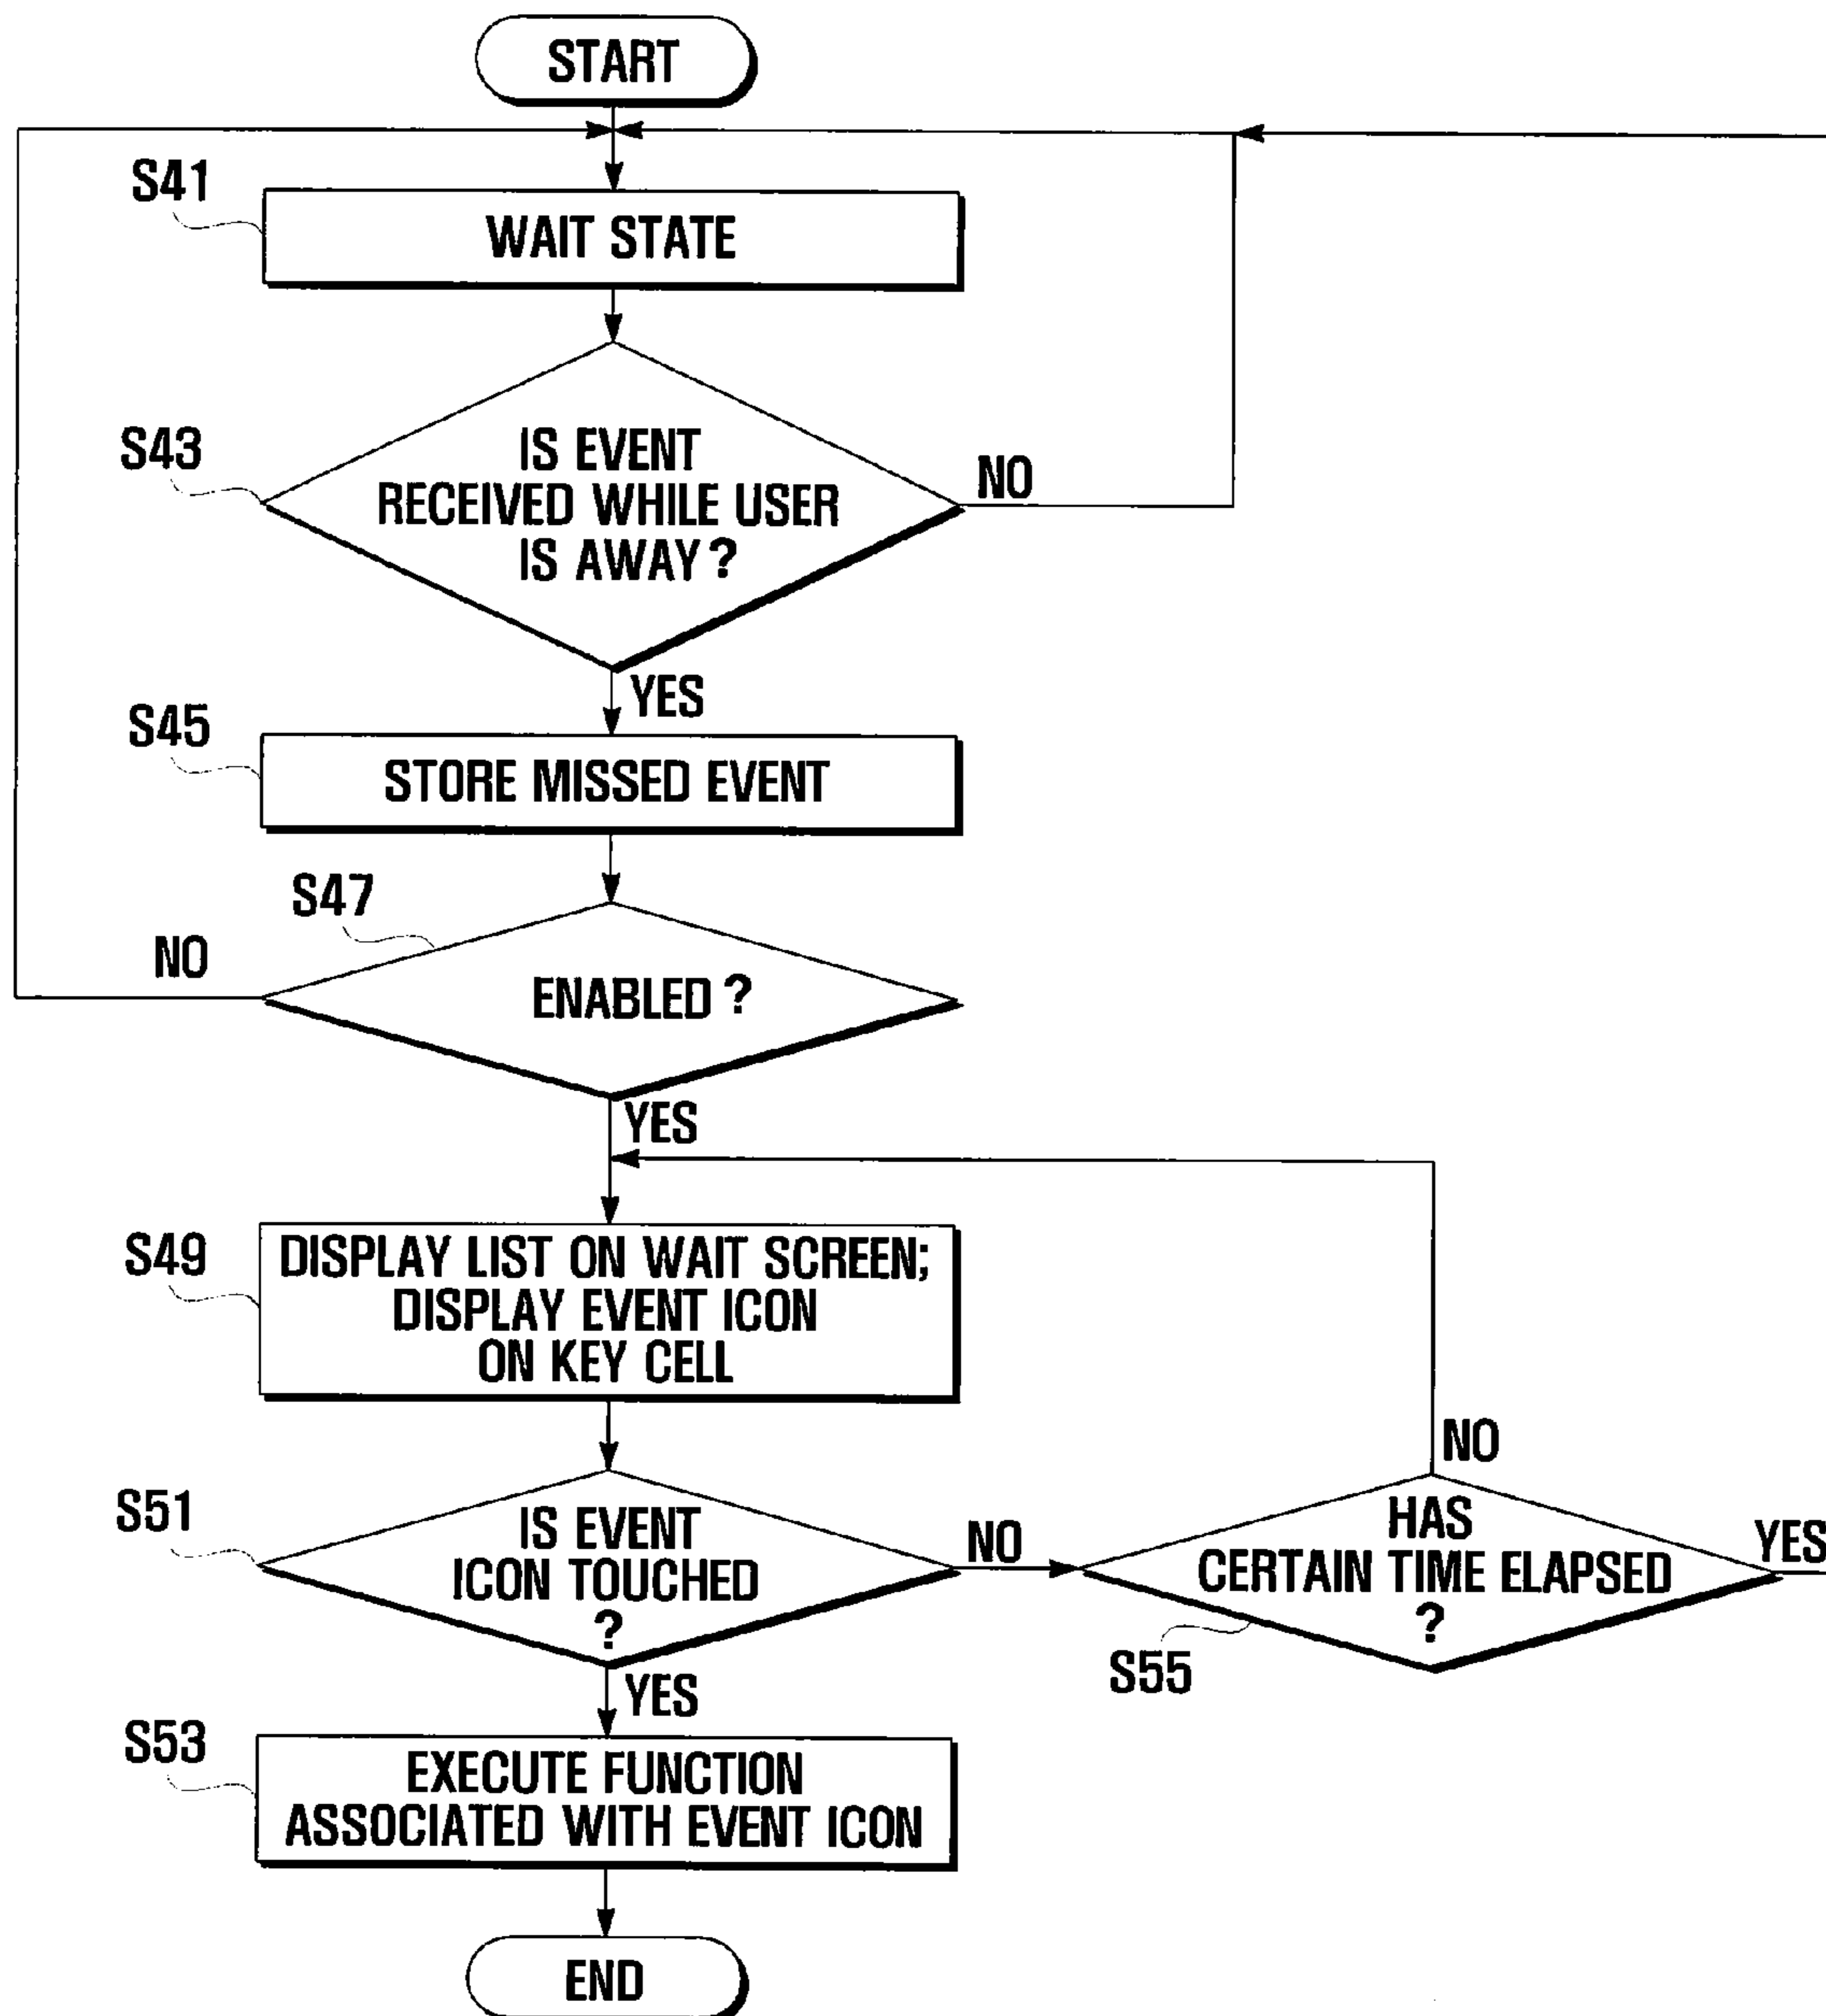 START
S41
WAIT STATE
S43
IS EVENT
RECEIVED WHILE USER
IS AWAY ?
NO
YES
S45
STORE MISSED EVENT
S47
NO
ENABLED ?
YES
S49
DISPLAY LIST ON WAIT SCREEN;
DISPLAY EVENT ICON
ON KEY CELL
S51
IS EVENT
ICON TOUCHED
?
NO
NO
HAS
CERTAIN TIME ELAPSED
?
YES
S55
YES
S53
EXECUTE FUNCTION
ASSOCIATED WITH EVENT ICON
END